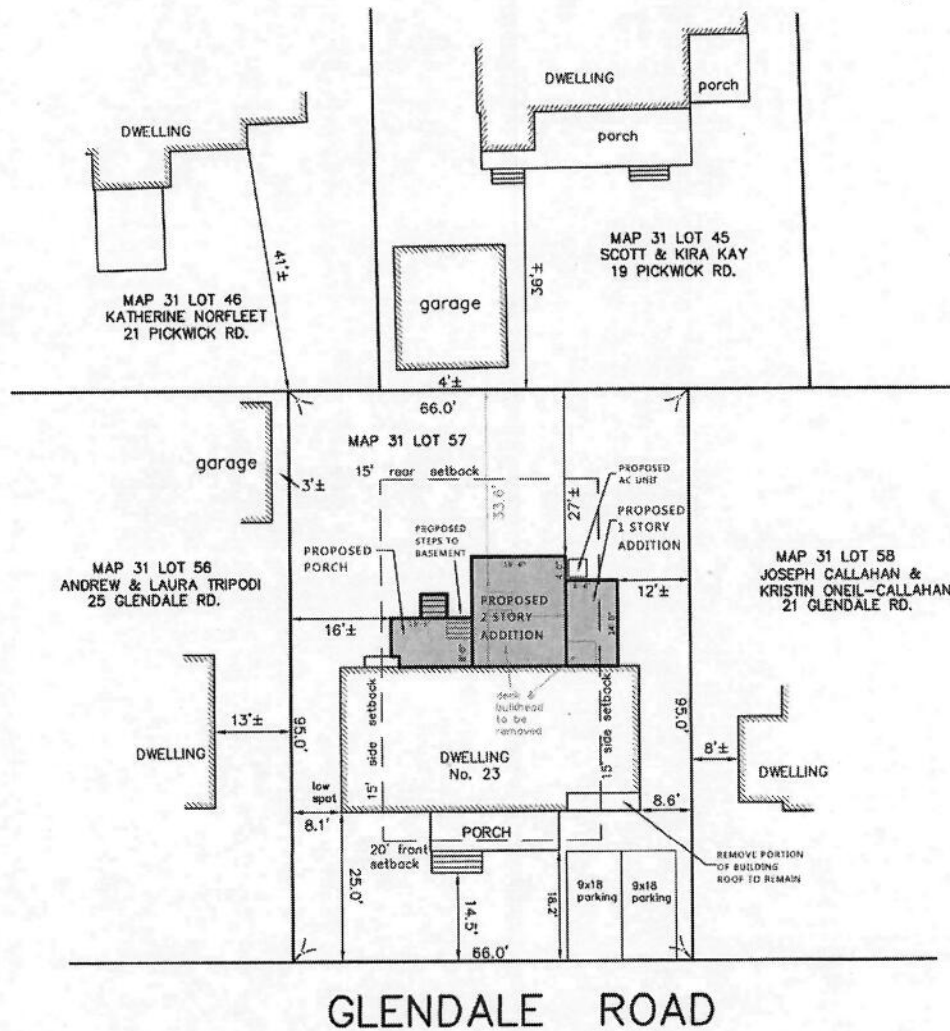 DWELLING
DWELLING
porch
porch
41'±
36'±
MAP 31 LOT 45
SCOTT & KIRA KAY
19 PICKWICK RD.
garage
MAP 31 LOT 46
KATHERINE NORFLEET
21 PICKWICK RD.
4'±
66.0'
MAP 31 LOT 57
garage
3'±
15' rear setback
33.6'
27'±
PROPOSED
AC UNIT
PROPOSED
STEPS TO
BASEMENT
PROPOSED
1 STORY
ADDITION
PROPOSED
PORCH
MAP 31 LOT 56
ANDREW & LAURA TRIPODI
25 GLENDALE RD.
MAP 31 LOT 58
JOSEPH CALLAHAN &
KRISTIN ONEIL-CALLAHAN
21 GLENDALE RD.
12'±
PROPOSED
2 STORY
ADDITION
14'0"
16'±
8'6"
deck &
bulkhead
to be
removed
15' side setback
15' side setback
95.0'
95.0'
13'±
DWELLING
DWELLING
No. 23
8'±
DWELLING
low
spot
8.1'
8.6'
PORCH
20' front
setback
REMOVE PORTION
OF BUILDING
ROOF TO REMAIN
25.0'
14.5'
18.2'
9x18
parking
9x18
parking
66.0'
GLENDALE ROAD